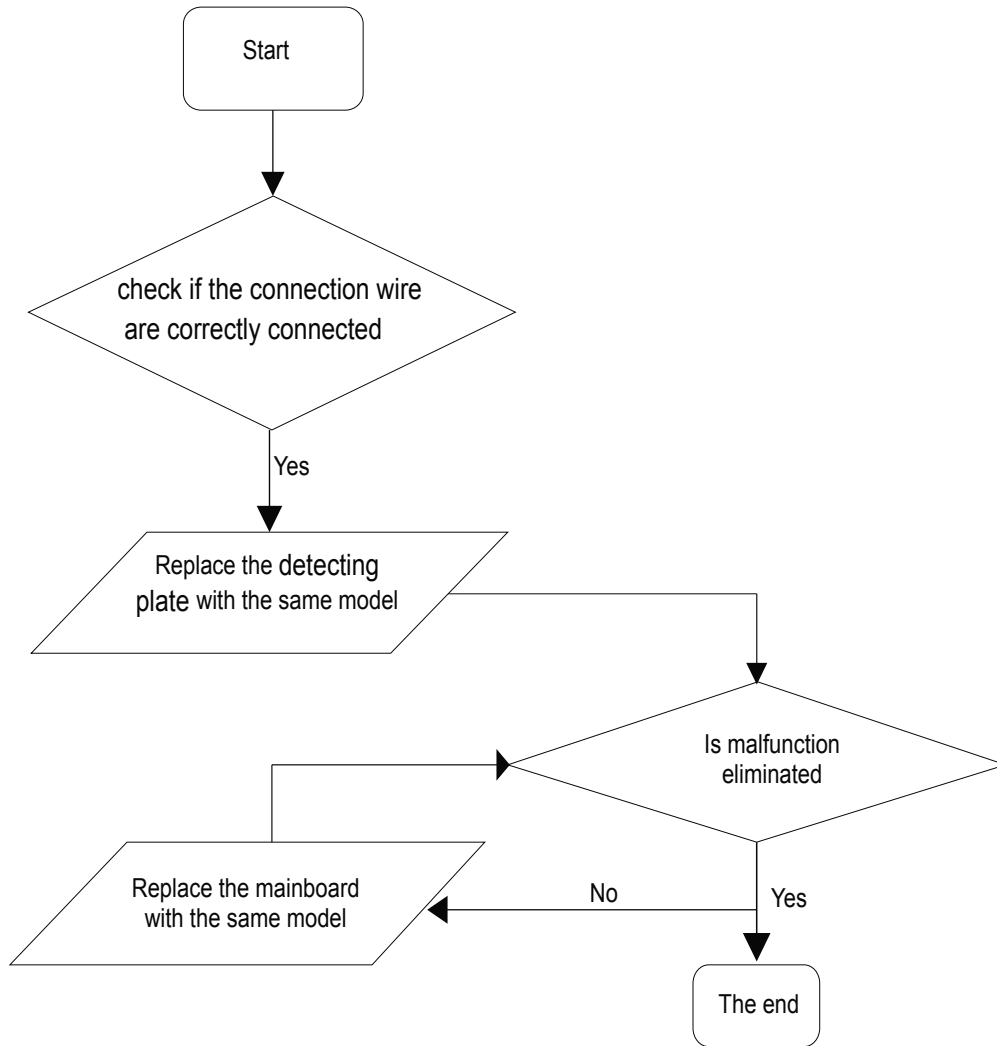 Start
check if the connection wire
are correctly connected
Yes
Replace the detecting
plate with the same model
Is malfunction
eliminated
Replace the mainboard
with the same model
No
Yes
The end